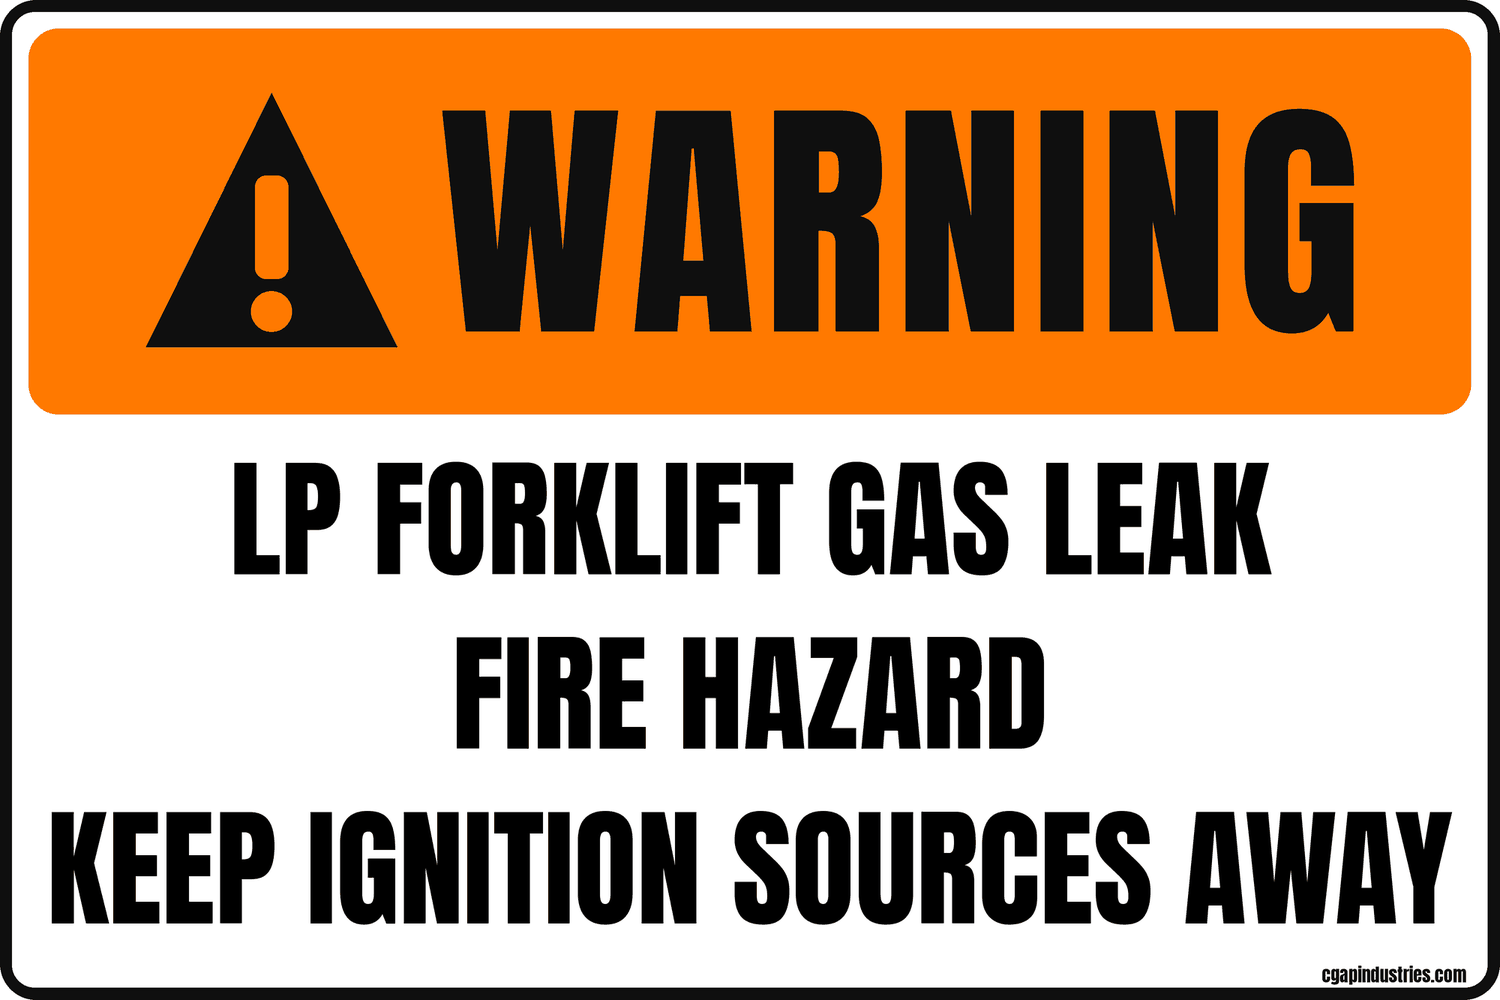 WARNING
LP FORKLIFT GAS LEAK
FIRE HAZARD
KEEP IGNITION SOURCES AWAY
cgapindustries.com